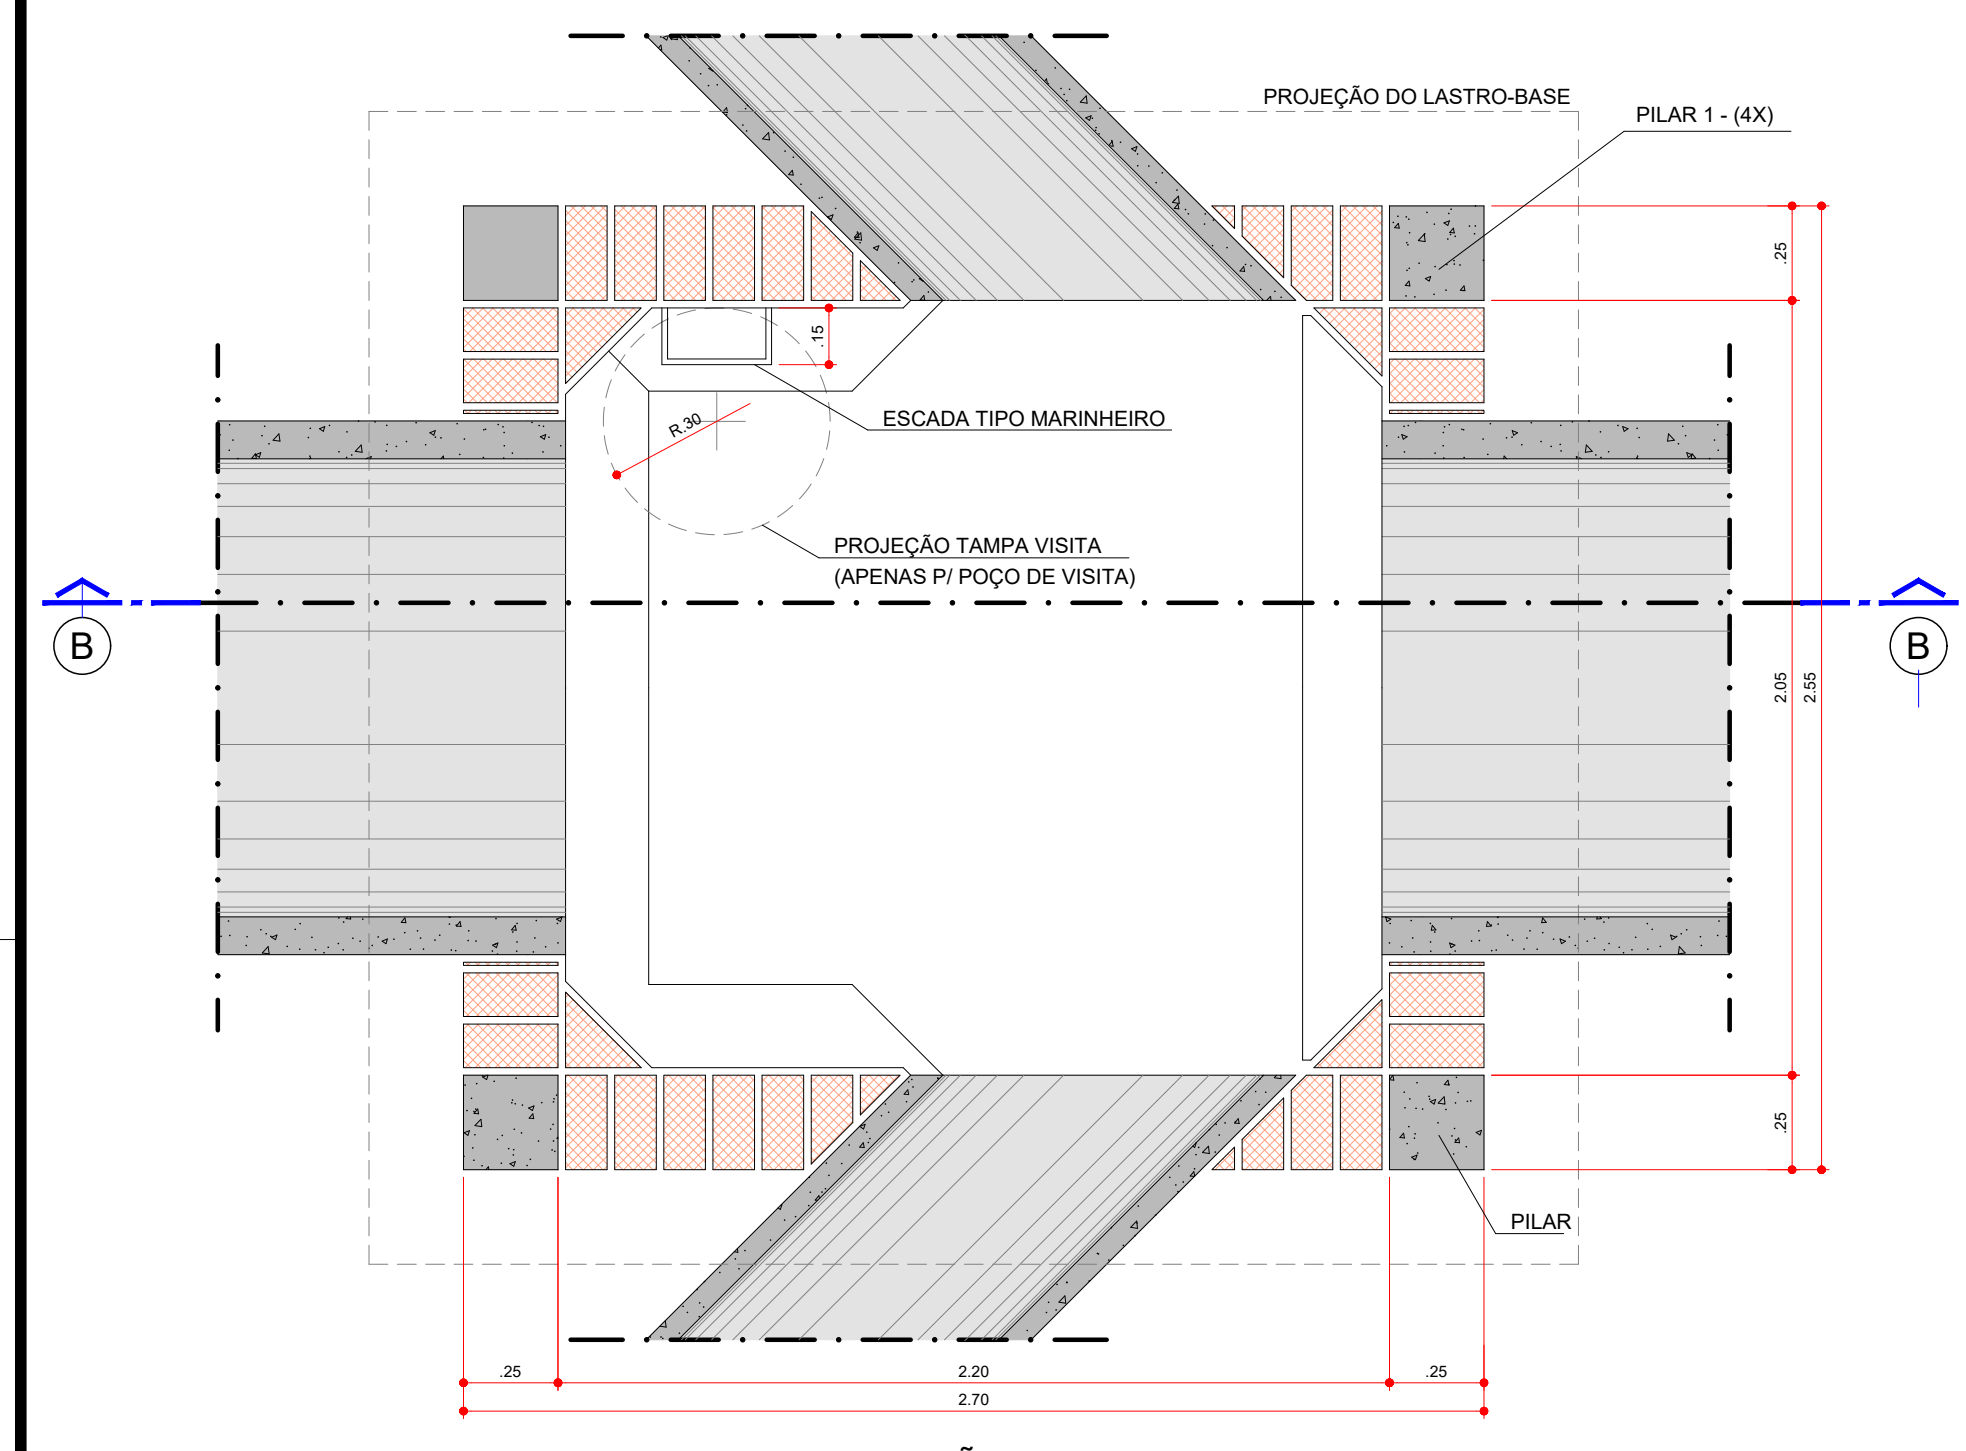 PROJEÇÃO DO LASTRO-BASE
PILAR 1 - (4X)
.25
.15
ESCADA TIPO MARINHEIRO
R.30
PROJEÇÃO TAMPA VISITA
(APENAS P/ POÇO DE VISITA)
B
B
2.05
2.55
.25
PILAR
.25
2.20
.25
2.70